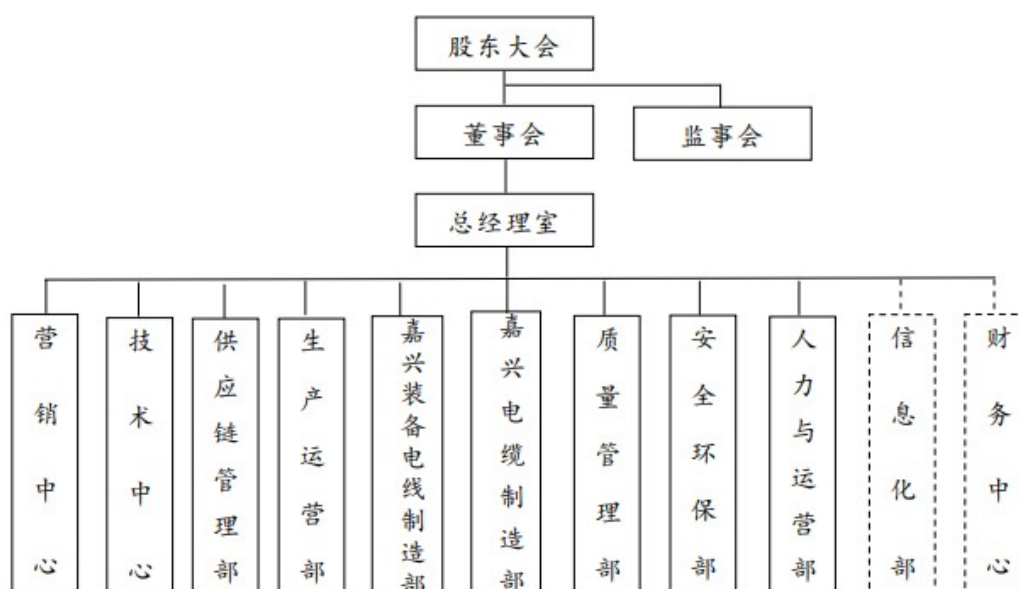 股东大会
董事会
监事会
总经理室
营销中心
技术中心
供应链管理部
生产运营部
嘉兴装备电线制造部
嘉兴电缆制造部
质量管理部
安全环保部
人力与运营部
信息化部
财务中心